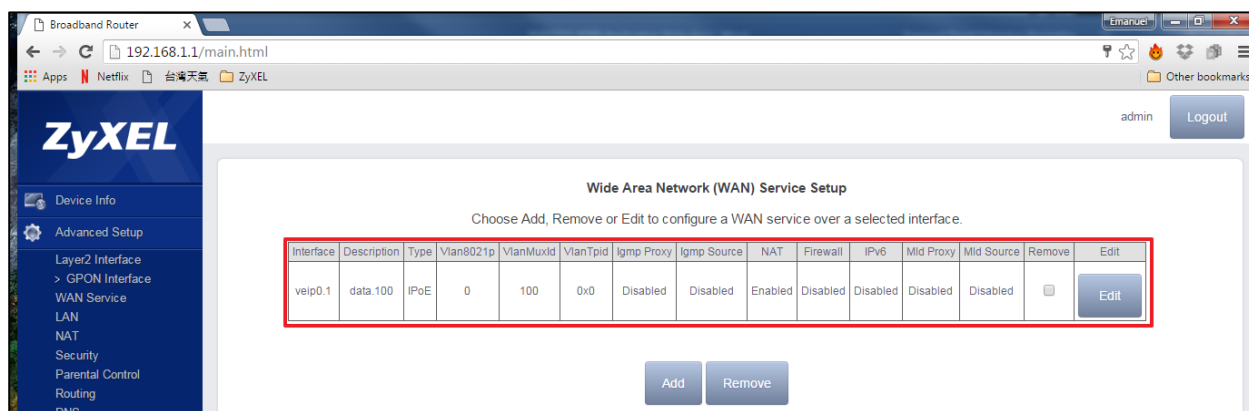 Broadband Router
Emanuel
192.168.1.1/main.html
Apps Netflix 台灣天氣 ZyXEL Other bookmarks
ZyXEL
admin Logout
Device Info
Advanced Setup
Layer2 Interface
> GPON Interface
WAN Service
LAN
NAT
Security
Parental Control
Routing
Wide Area Network (WAN) Service Setup
Choose Add, Remove or Edit to configure a WAN service over a selected interface.
Interface Description Type Vlan8021p VlanMuxId VlanTpid Igmp Proxy Igmp Source NAT Firewall IPv6 Mld Proxy Mld Source Remove Edit
veip0.1 data.100 IPoE 0 100 0x0 Disabled Disabled Enabled Disabled Disabled Disabled Disabled Edit
Add Remove